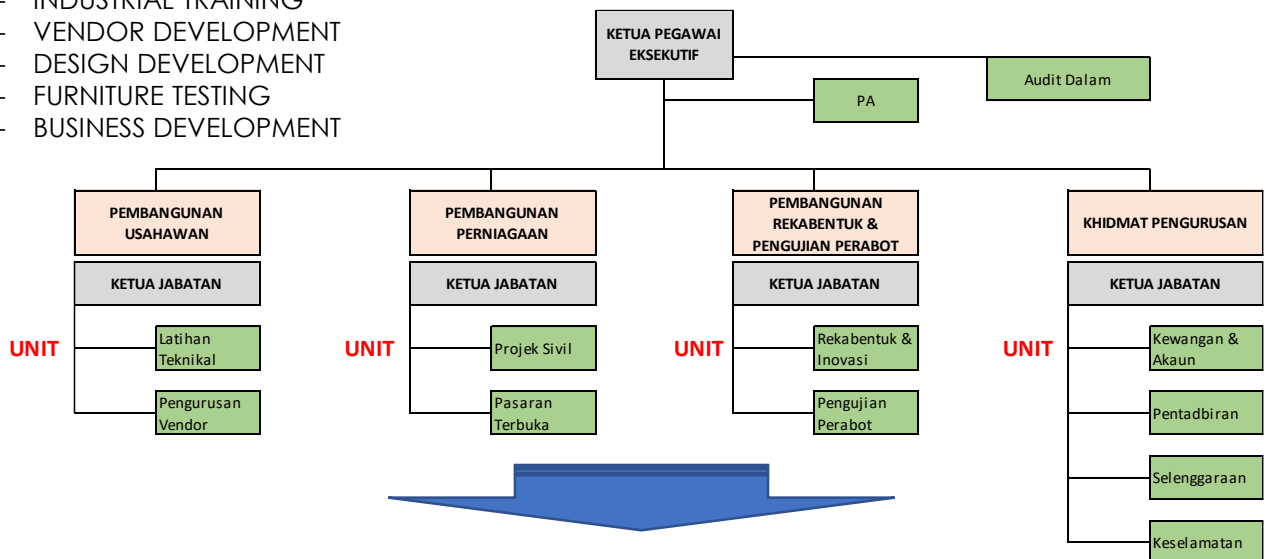 - INDUSTRIAL TRAINING
- VENDOR DEVELOPMENT
- DESIGN DEVELOPMENT
- FURNITURE TESTING
- BUSINESS DEVELOPMENT
KETUA PEGAWAI
EKSEKUTIF
Audit Dalam
PA
PEMBANGUNAN
USAHAWAN
KETUA JABATAN
UNIT
Latihan
Teknikal
Pengurusan
Vendor
PEMBANGUNAN
PERNIAGAAN
KETUA JABATAN
UNIT
Projek Sivil
Pasaran
Terbuka
PEMBANGUNAN
REKABENTUK &
PENGUJIAN PERABOT
KETUA JABATAN
UNIT
Rekabentuk &
Inovasi
Pengujian
Perabot
KHIDMAT PENGURUSAN
KETUA JABATAN
UNIT
Kewangan &
Akaun
Pentadbiran
Selenggaraan
Keselamatan